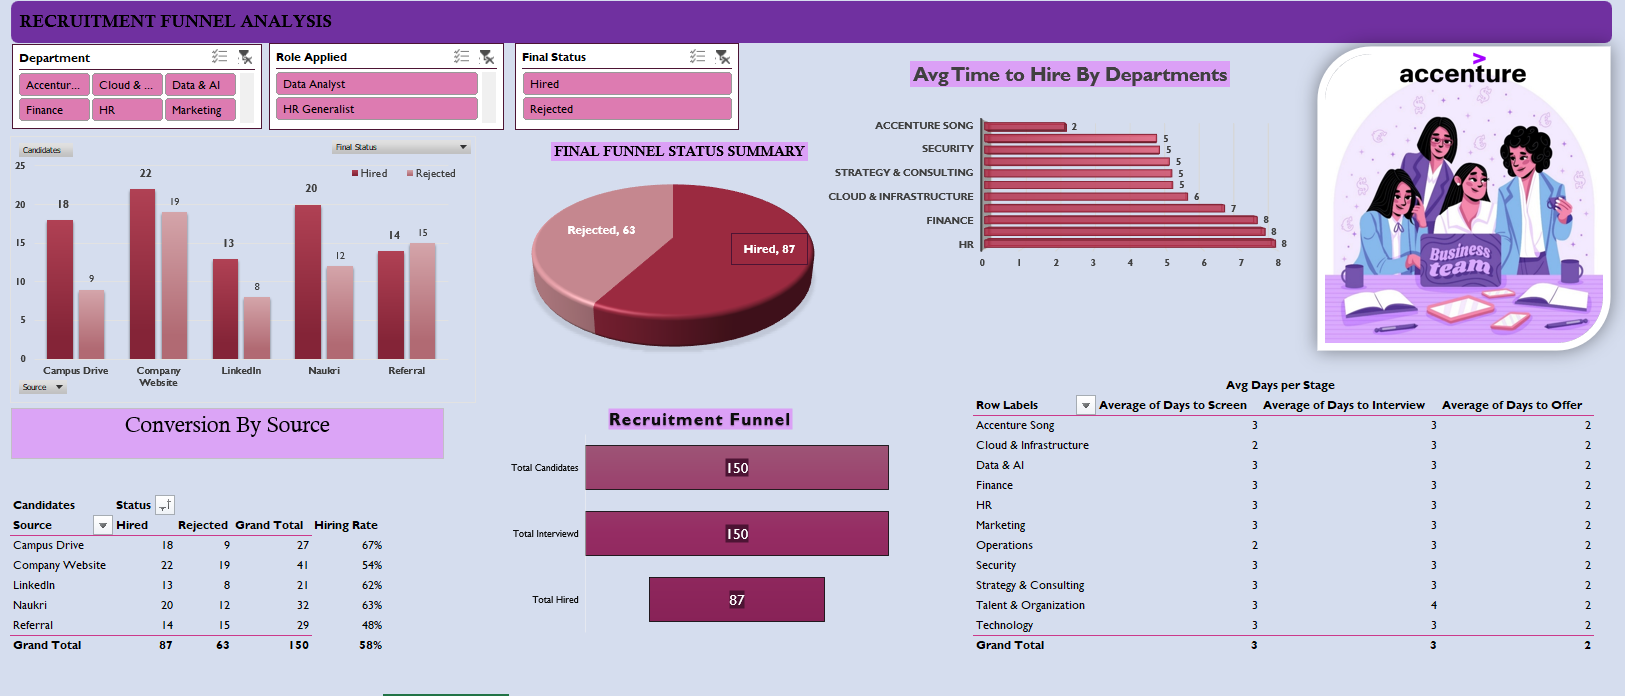 RECRUITMENT FUNNEL ANALYSIS
Department
Accentur... Cloud & ... Data & AI
Finance HR Marketing
Role Applied
Data Analyst
HR Generalist
Final Status
Hired
Rejected
Candidates
Final Status
Hired Rejected
25
20
15
10
5
0
18 9 22 19 13 8 20 12 14 15
Campus Drive Company Website LinkedIn Naukri Referral
Source
FINAL FUNNEL STATUS SUMMARY
Rejected, 63
Hired, 87
Avg Time to Hire By Departments
ACCENTURE SONG 2
5
SECURITY 5
5
STRATEGY & CONSULTING 5
5
CLOUD & INFRASTRUCTURE 6
7
FINANCE 8
8
HR 8
0 1 2 3 4 5 6 7 8
>
accenture
Business
team
Conversion By Source
Candidates Status
Source Hired Rejected Grand Total Hiring Rate
Campus Drive 18 9 27 67%
Company Website 22 19 41 54%
LinkedIn 13 8 21 62%
Naukri 20 12 32 63%
Referral 14 15 29 48%
Grand Total 87 63 150 58%
Recruitment Funnel
Total Candidates 150
Total Interviewd 150
Total Hired 87
Avg Days per Stage
Row Labels Average of Days to Screen Average of Days to Interview Average of Days to Offer
Accenture Song 3 3 2
Cloud & Infrastructure 2 3 2
Data & AI 3 3 2
Finance 3 3 2
HR 3 3 2
Marketing 3 3 2
Operations 2 3 2
Security 3 3 2
Strategy & Consulting 3 3 2
Talent & Organization 3 4 2
Technology 3 3 2
Grand Total 3 3 2